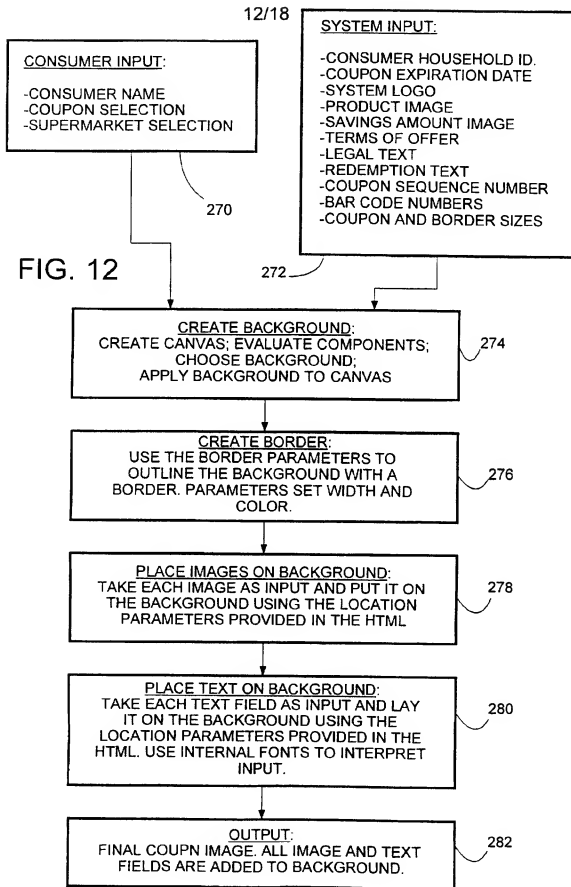 12/18
CONSUMER INPUT:
-CONSUMER NAME
-COUPON SELECTION
-SUPERMARKET SELECTION
270
SYSTEM INPUT:
-CONSUMER HOUSEHOLD ID.
-COUPON EXPIRATION DATE
-SYSTEM LOGO
-PRODUCT IMAGE
-SAVINGS AMOUNT IMAGE
-TERMS OF OFFER
-LEGAL TEXT
-REDEMPTION TEXT
-COUPON SEQUENCE NUMBER
-BAR CODE NUMBERS
-COUPON AND BORDER SIZES
272
FIG. 12
CREATE BACKGROUND:
CREATE CANVAS; EVALUATE COMPONENTS;
CHOOSE BACKGROUND;
APPLY BACKGROUND TO CANVAS
274
CREATE BORDER:
USE THE BORDER PARAMETERS TO
OUTLINE THE BACKGROUND WITH A
BORDER. PARAMETERS SET WIDTH AND
COLOR.
276
PLACE IMAGES ON BACKGROUND:
TAKE EACH IMAGE AS INPUT AND PUT IT ON
THE BACKGROUND USING THE LOCATION
PARAMETERS PROVIDED IN THE HTML
278
PLACE TEXT ON BACKGROUND:
TAKE EACH TEXT FIELD AS INPUT AND LAY
IT ON THE BACKGROUND USING THE
LOCATION PARAMETERS PROVIDED IN THE
HTML. USE INTERNAL FONTS TO INTERPRET
INPUT.
280
OUTPUT:
FINAL COUPN IMAGE. ALL IMAGE AND TEXT
FIELDS ARE ADDED TO BACKGROUND.
282